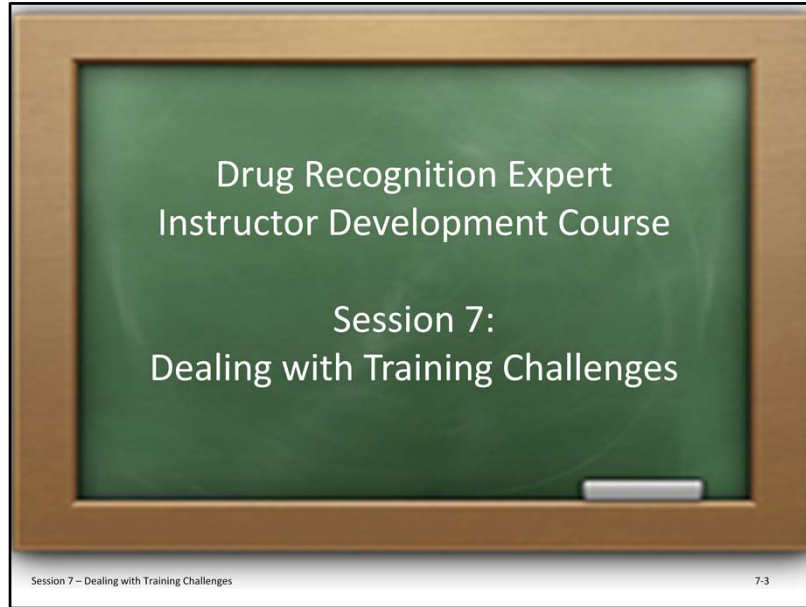 Drug Recognition Expert
Instructor Development Course
Session 7:
Dealing with Training Challenges
Session 7 – Dealing with Training Challenges
7-3